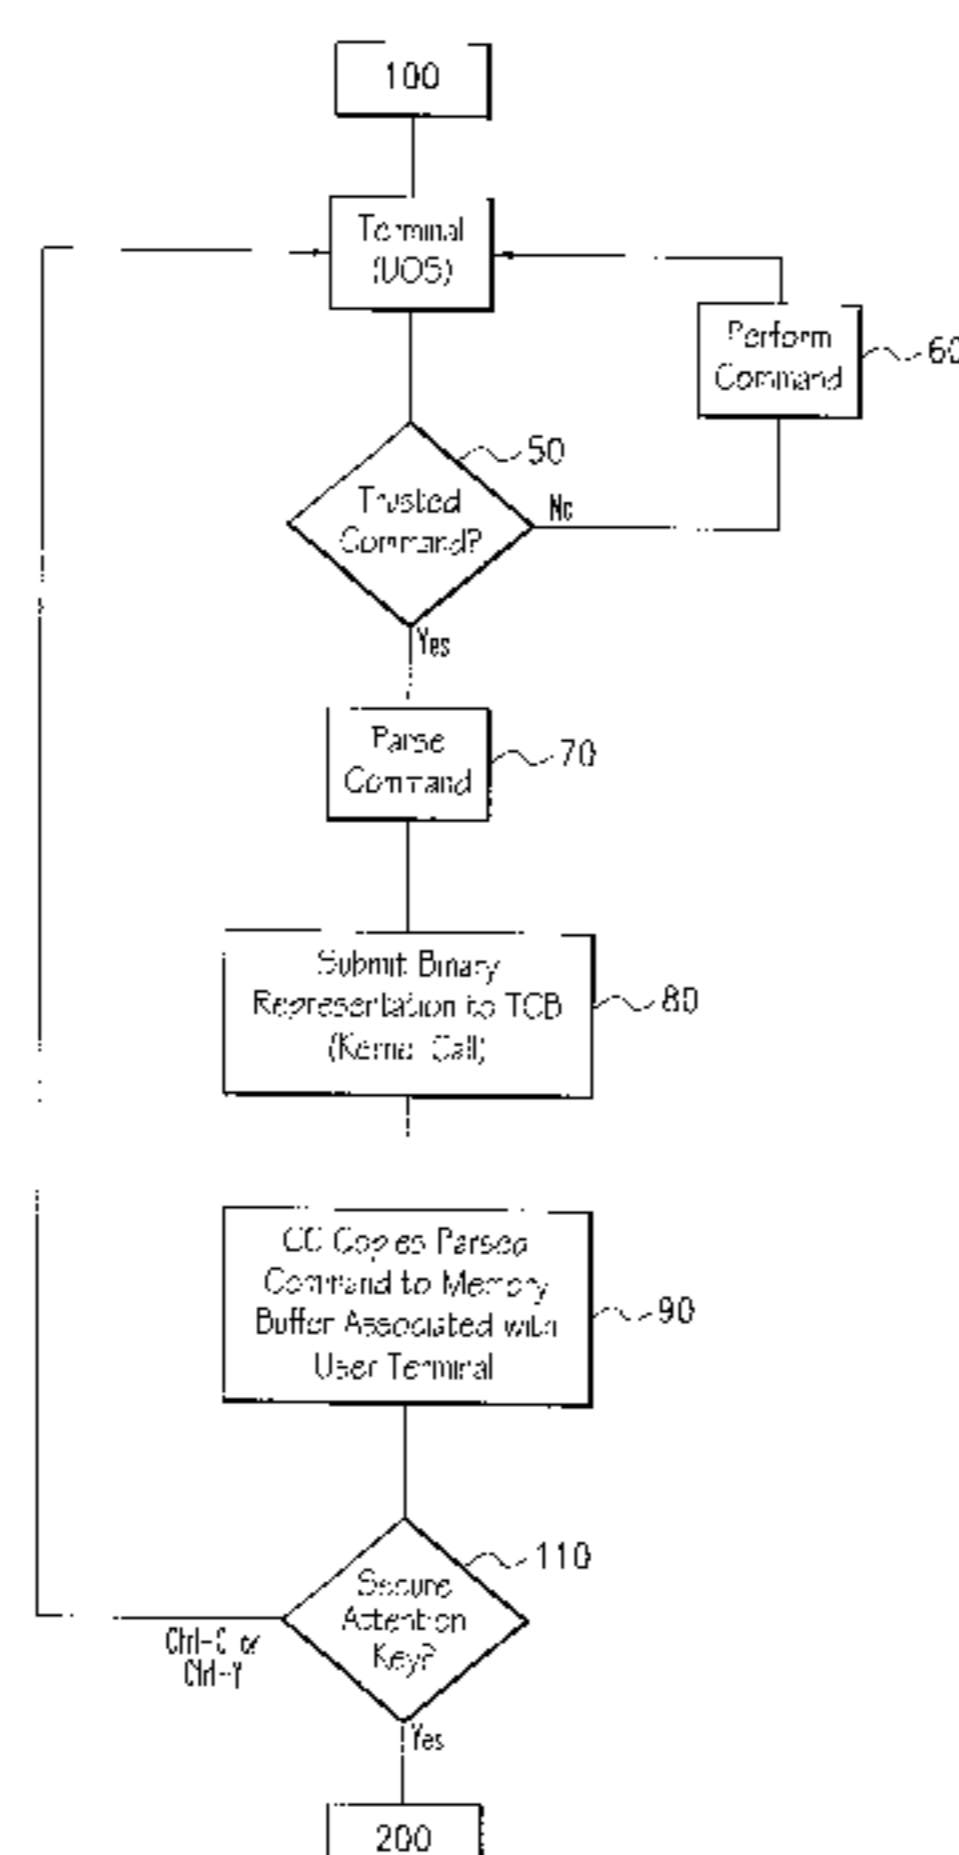 100
Terminal
(UOS)
Perform
Command
60
50
Trusted
Command?
No
Yes
Parse
Command
70
Submit Binary
Representation to TCB
(Kernal Call)
80
CC Copies Parsed
Command to Memory
Buffer Associated with
User Terminal
90
110
Secure
Attention
Key?
Ctrl-C or
Ctrl-Y
Yes
200